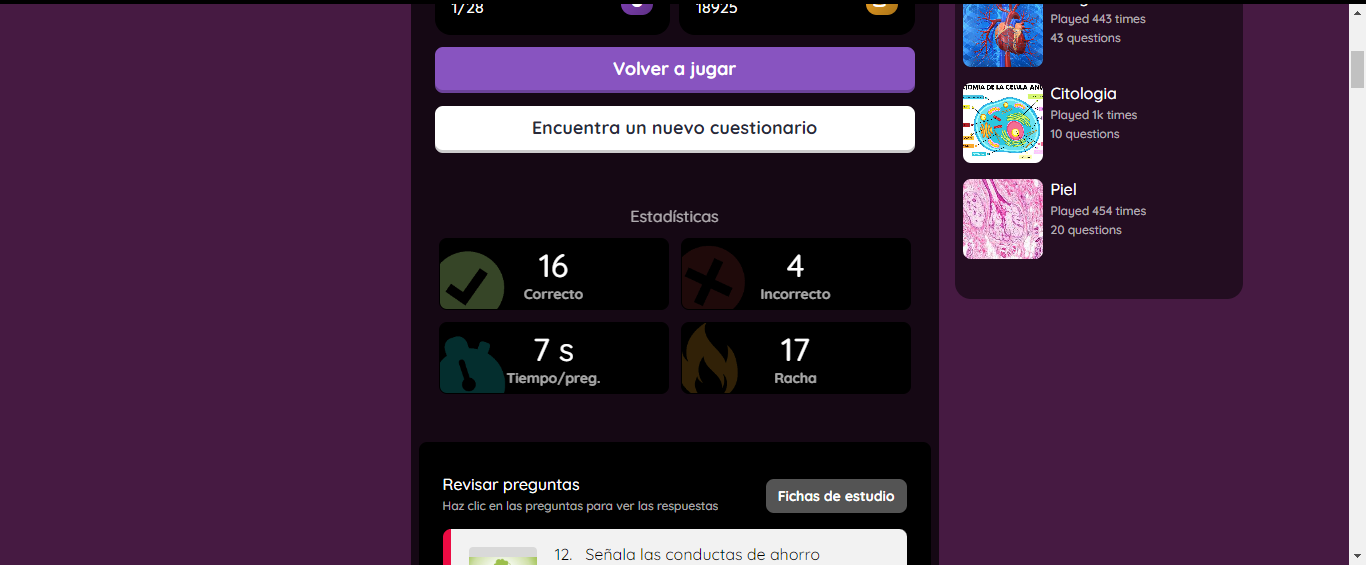 1/28
18925
Volver a jugar
Encuentra un nuevo cuestionario
Estadísticas
16
Correcto
4
Incorrecto
7 s
Tiempo/preg.
17
Racha
Revisar preguntas
Haz clic en las preguntas para ver las respuestas
Fichas de estudio
12. Señala las conductas de ahorro
Played 443 times
43 questions
Citologia
Played 1k times
10 questions
Piel
Played 454 times
20 questions